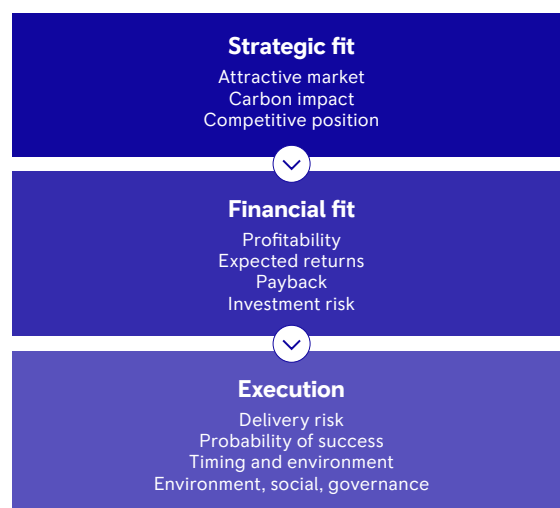 Strategic fit
Attractive market
Carbon impact
Competitive position
Financial fit
Profitability
Expected returns
Payback
Investment risk
Execution
Delivery risk
Probability of success
Timing and environment
Environment, social, governance